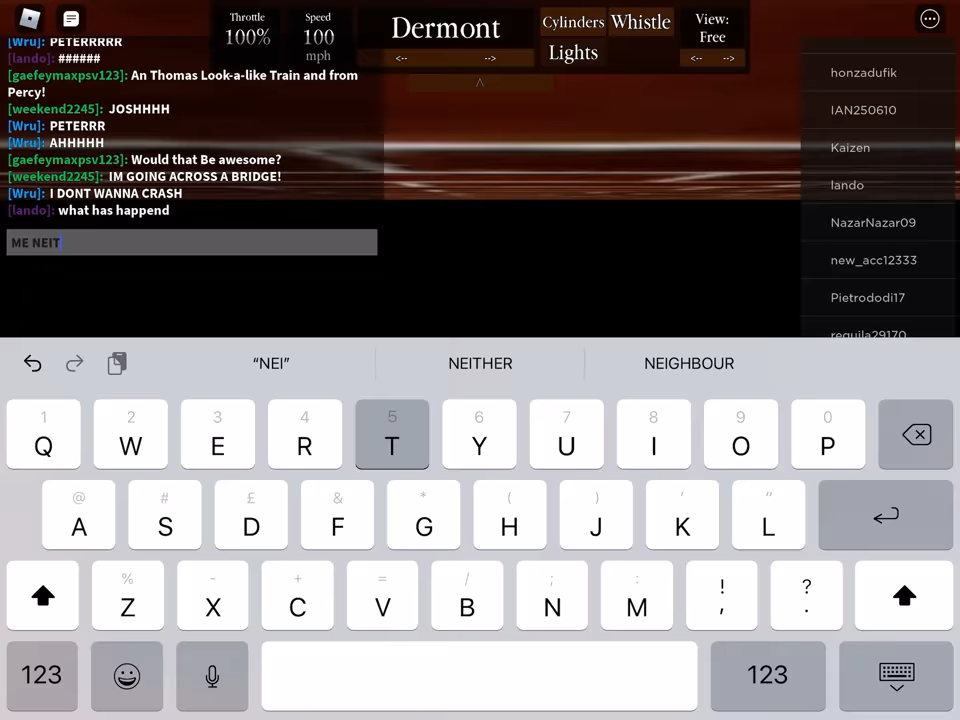 Throttle
100%
Speed
100
mph
Dermont
<-- -->
Cylinders
Whistle
Lights
View:
Free
<-- -->
^
[Wru]: PETERRRRR
[lando]: ######
[gaefeymaxpsv123]: An Thomas Look-a-like Train and from
Percy!
[weekend2245]: JOSHHHH
[Wru]: PETERRR
[Wru]: AHHHHH
[gaefeymaxpsv123]: Would that Be awesome?
[weekend2245]: IM GOING ACROSS A BRIDGE!
[Wru]: I DONT WANNA CRASH
[lando]: what has happend
ME NEIT
honzadufik
IAN250610
Kaizen
lando
NazarNazar09
new_acc12333
Pietrododi17
requila29170
“NEI” NEITHER NEIGHBOUR
1 2 3 4 5 6 7 8 9 0
Q W E R T Y U I O P
@ # £ & * ( ) ' "
A S D F G H J K L
% - + = / ; : ! ?
Z X C V B N M , .
123 123